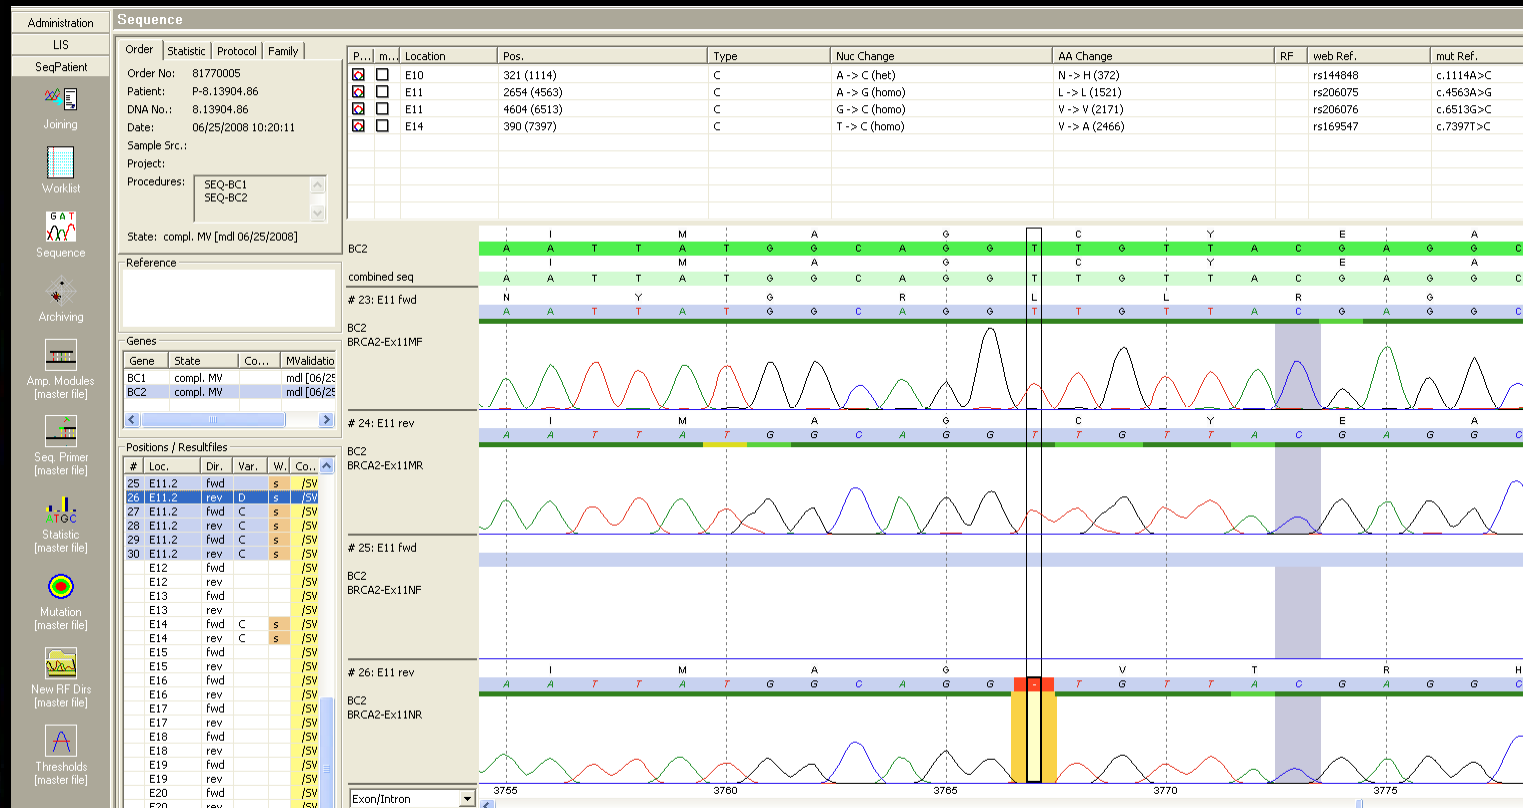 Sequence
Administration
LIS
SeqPatient
Joining
Worklist
G A T
Sequence
Archiving
Amp. Modules
[master file]
Seq. Primer
[master file]
ATGC
Statistic
[master file]
Mutation
[master file]
New RF Dirs
[master file]
Thresholds
[master file]
Order Statistic Protocol Family
Order No: 81770005
Patient: P-8.13904.86
DNA No.: 8.13904.86
Date: 06/25/2008 10:20:11
Sample Src.:
Project:
Procedures: SEQ-BC1
SEQ-BC2
State: compl. MV [mdl 06/25/2008]
Reference
Genes
Gene State Co... MValidatio
BC1 compl. MV mdl [06/25
BC2 compl. MV mdl [06/25
Positions / Resultfiles
# Loc. Dir. Var. W. Co..
25 E11.2 fwd s /SV
26 E11.2 rev D s /SV
27 E11.2 fwd C s /SV
28 E11.2 rev C s /SV
29 E11.2 fwd C s /SV
30 E11.2 rev C s /SV
E12 fwd /SV
E12 rev /SV
E13 fwd /SV
E13 rev /SV
E14 fwd C s /SV
E14 rev C s /SV
E15 fwd /SV
E15 rev /SV
E16 fwd /SV
E16 rev /SV
E17 fwd /SV
E17 rev /SV
E18 fwd /SV
E18 rev /SV
E19 fwd /SV
E19 rev /SV
E20 fwd /SV
E20 rev /SV
P... m... Location Pos. Type Nuc Change AA Change RF web Ref. mut Ref.
E10 321 (1114) C A -> C (het) N -> H (372) rs144848 c.1114A>C
E11 2654 (4563) C A -> G (homo) L -> L (1521) rs206075 c.4563A>G
E11 4604 (6513) C G -> C (homo) V -> V (2171) rs206076 c.6513G>C
E14 390 (7397) C T -> C (homo) V -> A (2466) rs169547 c.7397T>C
I M A G C Y E A
BC2 A A T T A T G G C A G G T T G T T A C G A G G C
I M A G C Y E A
combined seq A A T T A T G G C A G G T T G T T A C G A G G C
# 23: E11 fwd N Y G R L L R G
A A T T A T G G C A G G T T G T T A C G A G G C
BC2
BRCA2-Ex11MF
# 24: E11 rev I M A G C Y E A
A A T T A T G G C A G G T T G T T A C G A G G C
BC2
BRCA2-Ex11MR
# 25: E11 fwd
BC2
BRCA2-Ex11NF
# 26: E11 rev I M A G V T R H
A A T T A T G G C A G G - T G T T A C G A G G C
BC2
BRCA2-Ex11NR
3755 3760 3765 3770 3775
Exon/Intron